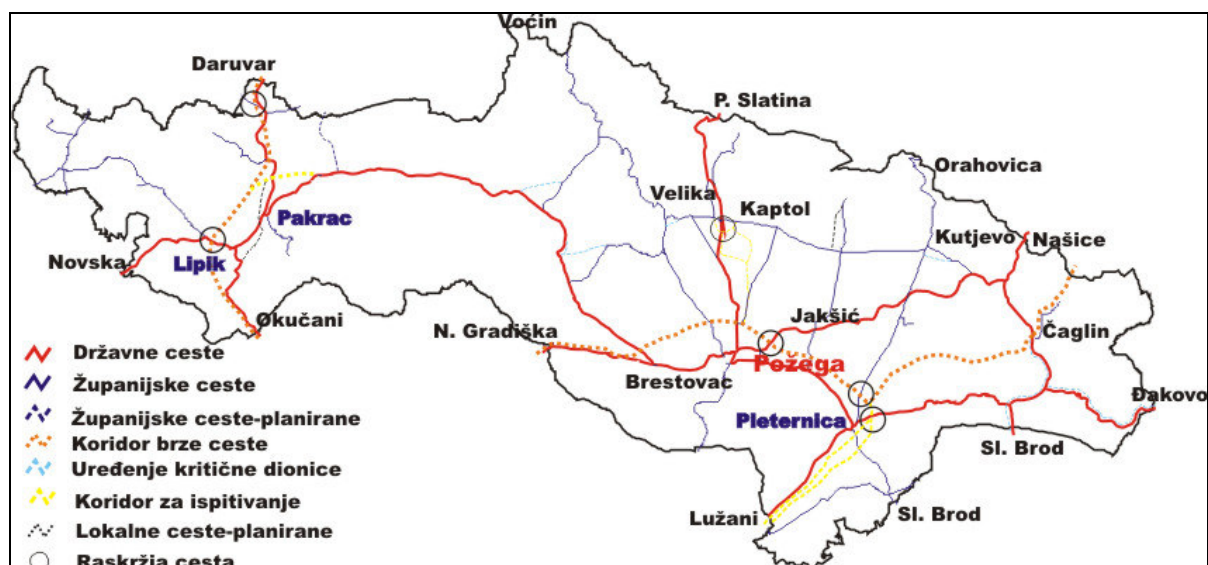 Voćin
Daruvar
P. Slatina
Orahovica
Velika
Kaptol
Pakrac
Kutjevo
Našice
Novska
Lipik
Okučani
N. Gradiška
Jakšić
Čaglin
Požega
Brestovac
Đakovo
Pleternica
Sl. Brod
Lužani
Sl. Brod
Državne ceste
Županijske ceste
Županijske ceste-planirane
Koridor brze ceste
Uređenje kritične dionice
Koridor za ispitivanje
Lokalne ceste-planirane
Raskržja cesta